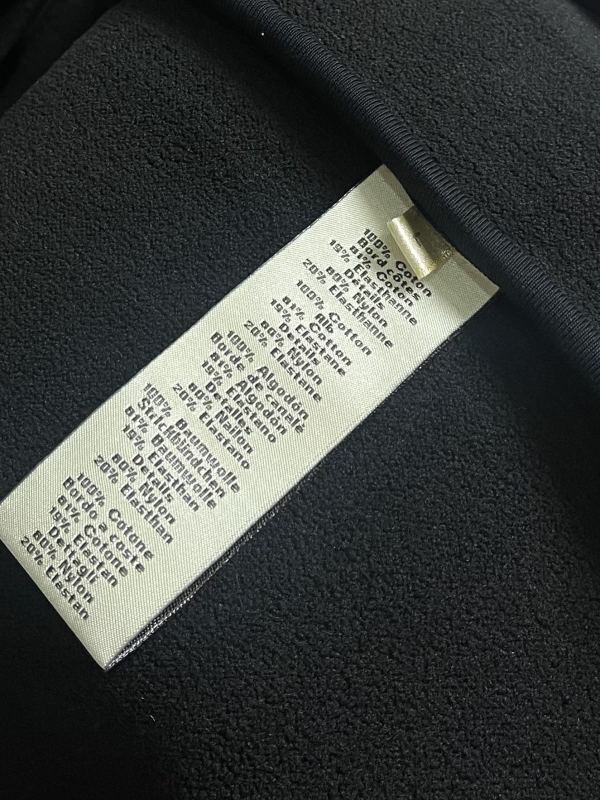 100% Coton
Bord côtes
81% Coton
19% Elasthanne
Détails
80% Nylon
20% Elasthanne
100% Cotton
Rib
81% Cotton
19% Elastane
Details
80% Nylon
20% Elastane
100% Algodón
Borde de canalé
81% Algodón
19% Elastano
Detalles
80% Nailon
20% Elastano
100% Baumwolle
Strickbündchen
81% Baumwolle
19% Elasthan
Details
80% Nylon
20% Elasthan
100% Cotone
Bordo a coste
81% Cotone
19% Elastan
Dettagli
80% Nylon
20% Elastan